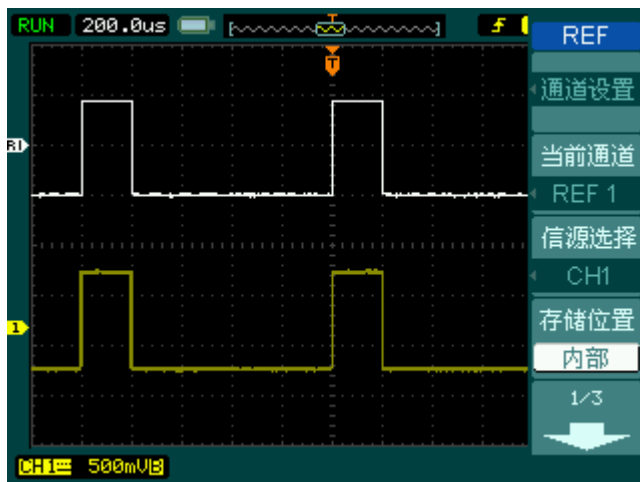 RUN 200.0us REF
T
通道设置
R1
当前通道
REF 1
信源选择
CH1
1
存储位置
内部
1/3
CH1 500mVB